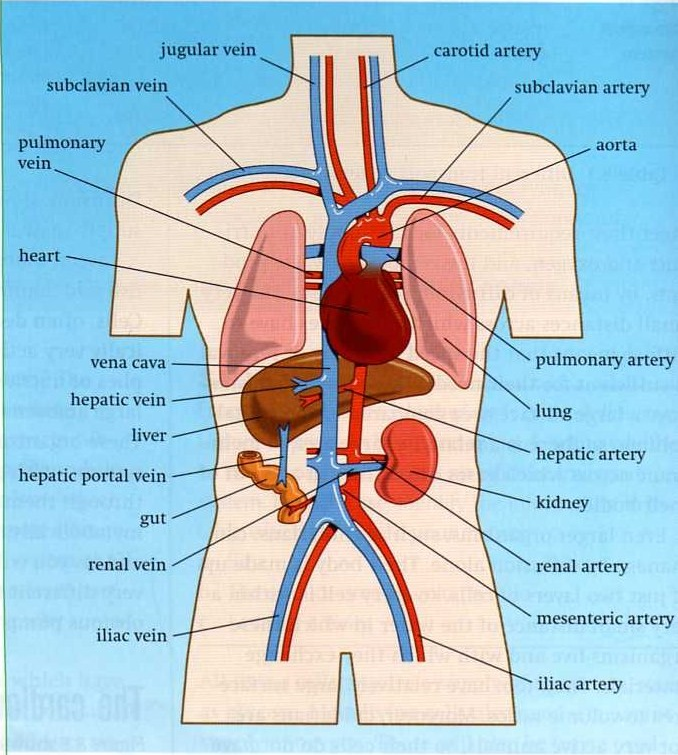 jugular vein
carotid artery
subclavian vein
subclavian artery
pulmonary
vein
aorta
heart
pulmonary artery
vena cava
hepatic vein
lung
liver
hepatic artery
hepatic portal vein
kidney
gut
renal vein
renal artery
mesenteric artery
iliac vein
iliac artery